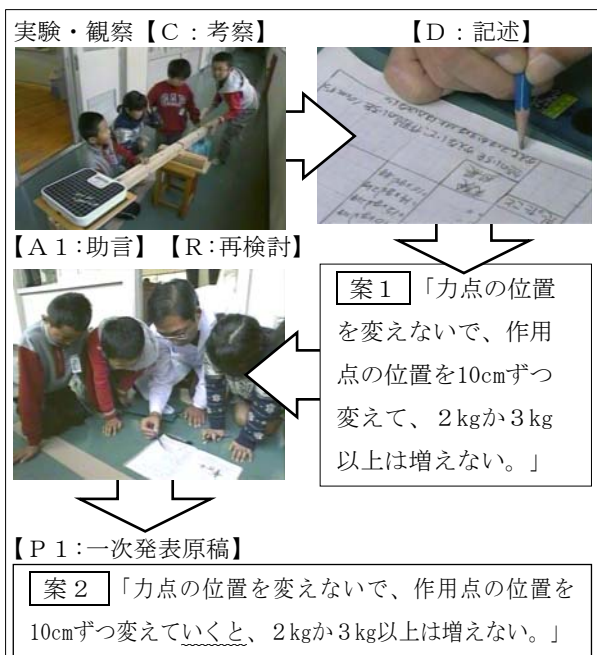 実験・観察【C：考察】
【D：記述】
【A1：助言】【R：再検討】
案1 「力点の位置
を変えないで、作用
点の位置を10cmずつ
変えて、２kgか３kg
以上は増えない。」
【P1：一次発表原稿】
案２ 「力点の位置を変えないで、作用点の位置を
10cmずつ変えていくと、２kgか３kg以上は増えない。」